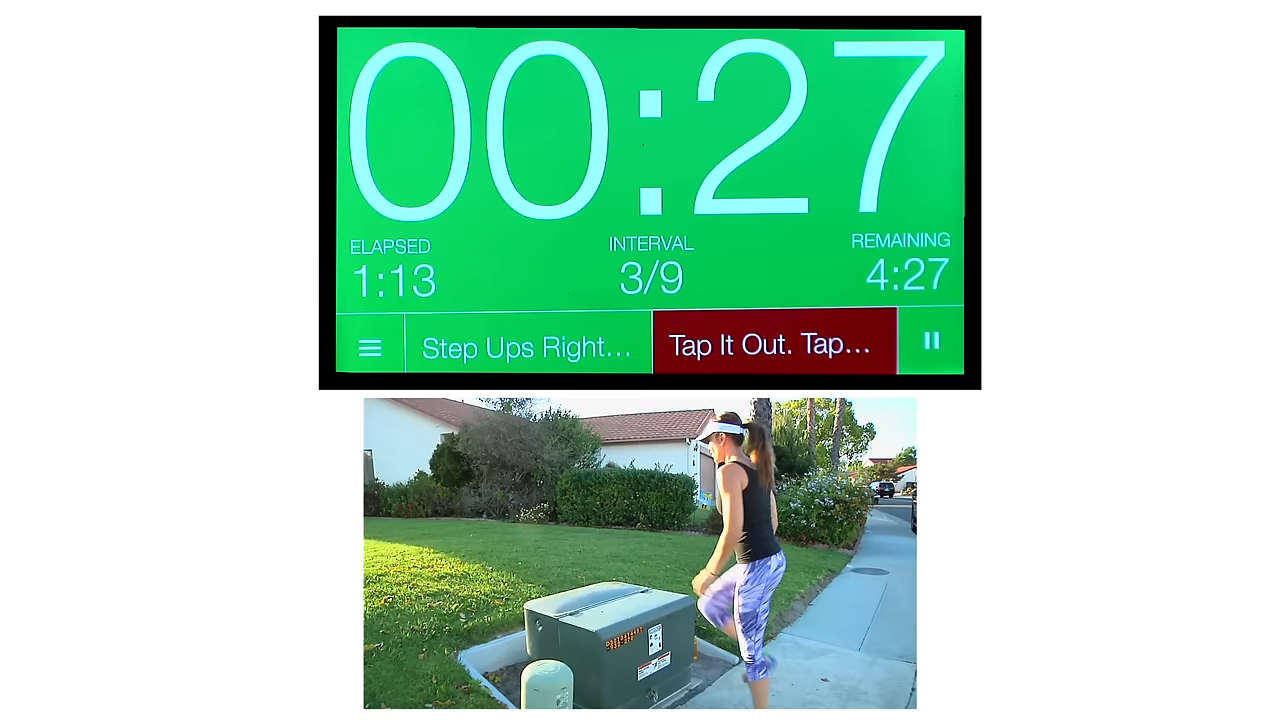 00:27
ELAPSED INTERVAL REMAINING
1:13 3/9 4:27
Step Ups Right... Tap It Out. Tap...